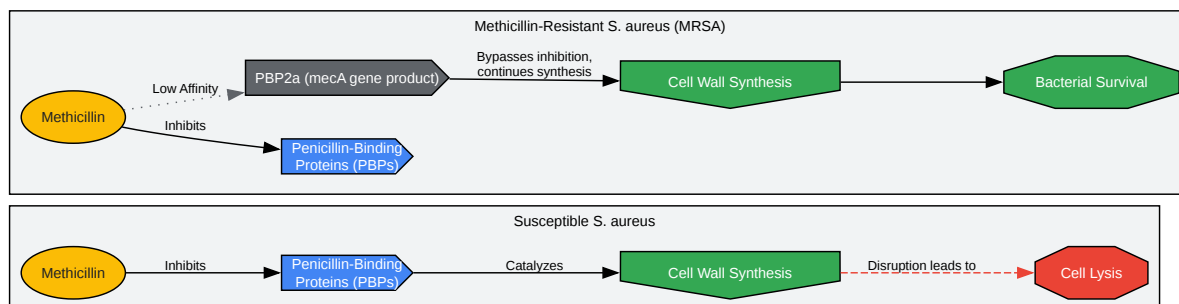 Methicillin-Resistant S. aureus (MRSA)
Bypasses inhibition,
continues synthesis
PBP2a (mecA gene product)
Cell Wall Synthesis
Bacterial Survival
Low Affinity
Methicillin
Inhibits
Penicillin-Binding
Proteins (PBPs)
Susceptible S. aureus
Methicillin
Inhibits
Penicillin-Binding
Proteins (PBPs)
Catalyzes
Cell Wall Synthesis
Disruption leads to
Cell Lysis